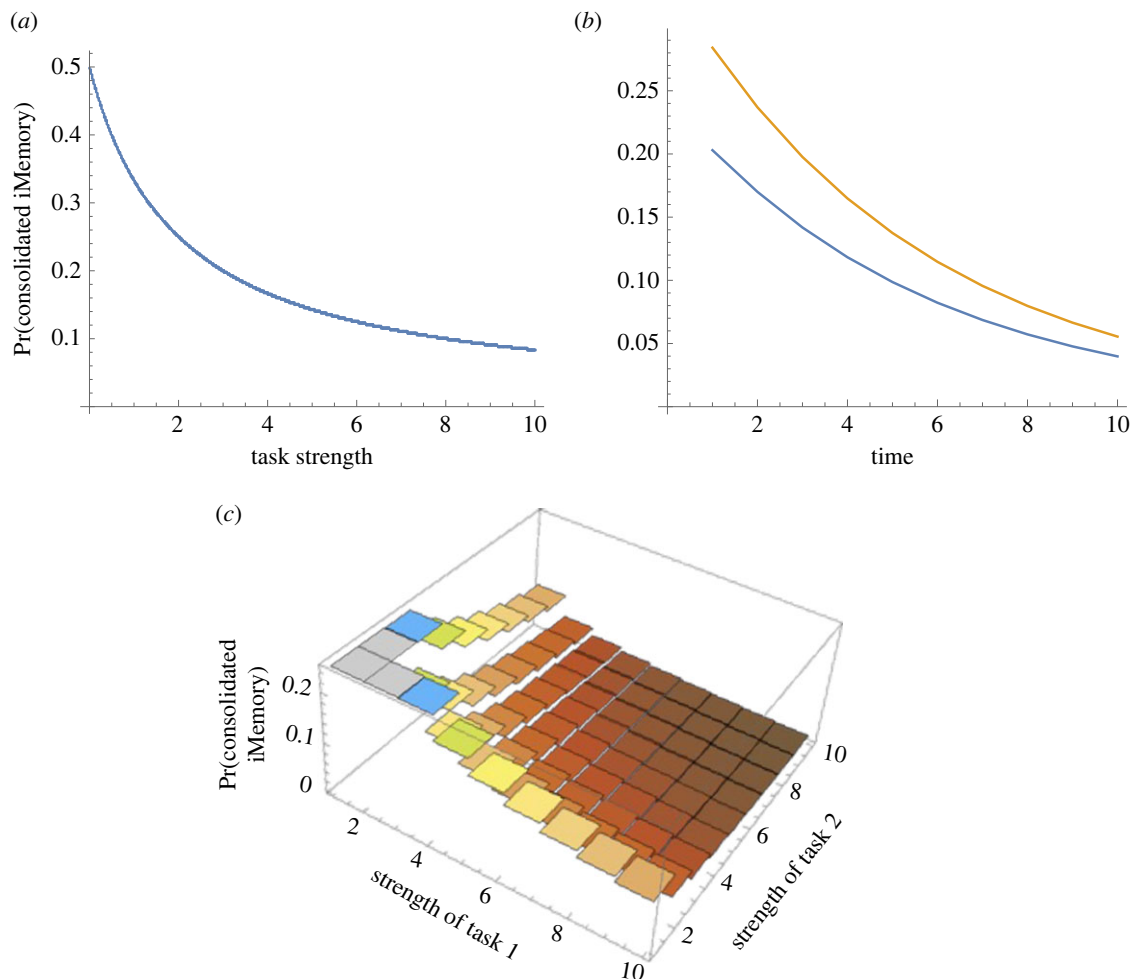 (a)
(b)
Pr(consolidated iMemory)
0.5
0.4
0.3
0.2
0.1
2 4 6 8 10
task strength
0.25
0.20
0.15
0.10
0.05
2 4 6 8 10
time
(c)
Pr(consolidated
iMemory)
0.2
0.1
0
2 4 6 8 10
strength of task 1
2 4 6 8 10
strength of task 2